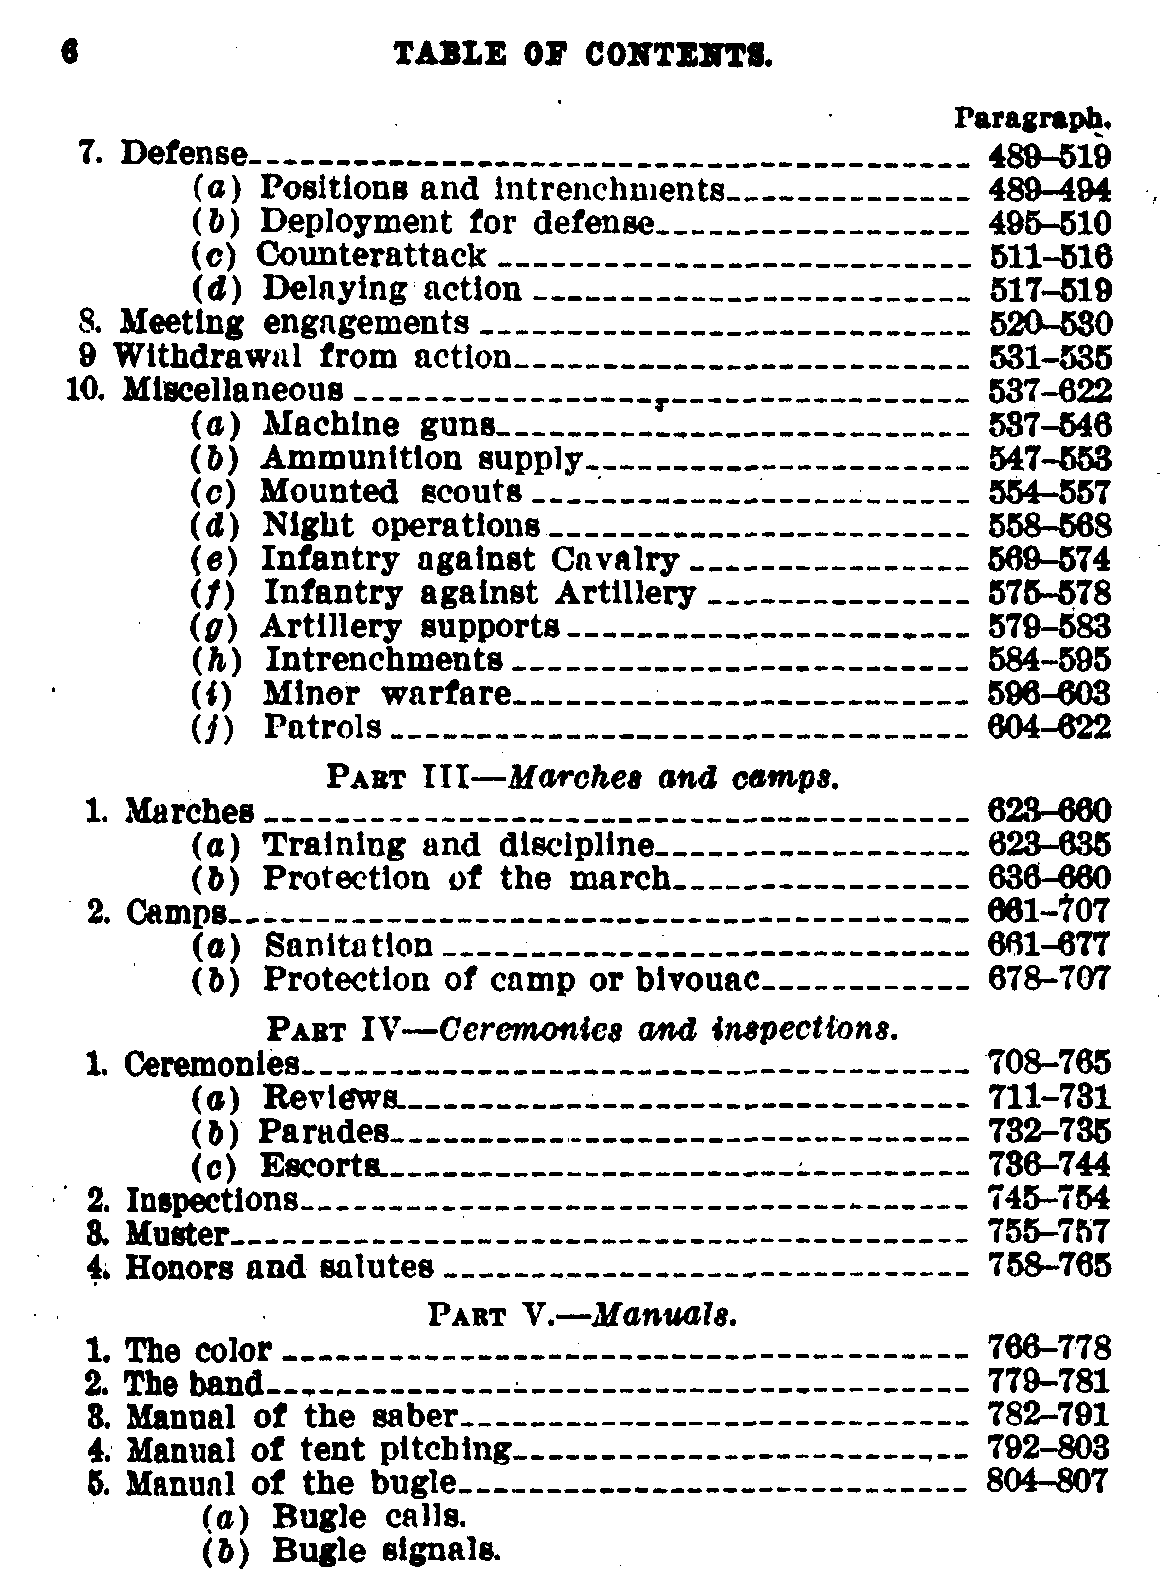 6 TABLE OF CONTENTS.
Paragraph.
7. Defense 489–519
(a) Positions and intrenchments 489–494
(b) Deployment for defense 495–510
(c) Counterattack 511–516
(d) Delaying action 517–519
8. Meeting engagements 520–530
9 Withdrawal from action 531–535
10. Miscellaneous 537–622
(a) Machine guns 537–546
(b) Ammunition supply 547–553
(c) Mounted scouts 554–557
(d) Night operations 558–568
(e) Infantry against Cavalry 569–574
(f) Infantry against Artillery 575–578
(g) Artillery supports 579–583
(h) Intrenchments 584–595
(i) Minor warfare 596–603
(j) Patrols 604–622
PART III—Marches and camps.
1. Marches 623–660
(a) Training and discipline 623–635
(b) Protection of the march 636–660
2. Camps 661–707
(a) Sanitation 661–677
(b) Protection of camp or bivouac 678–707
PART IV—Ceremonies and inspections.
1. Ceremonies 708–765
(a) Reviews 711–731
(b) Parades 732–735
(c) Escorts 736–744
2. Inspections 745–754
3. Muster 755–757
4. Honors and salutes 758–765
PART V.—Manuals.
1. The color 766–778
2. The band 779–781
3. Manual of the saber 782–791
4. Manual of tent pitching 792–803
5. Manual of the bugle 804–807
(a) Bugle calls.
(b) Bugle signals.